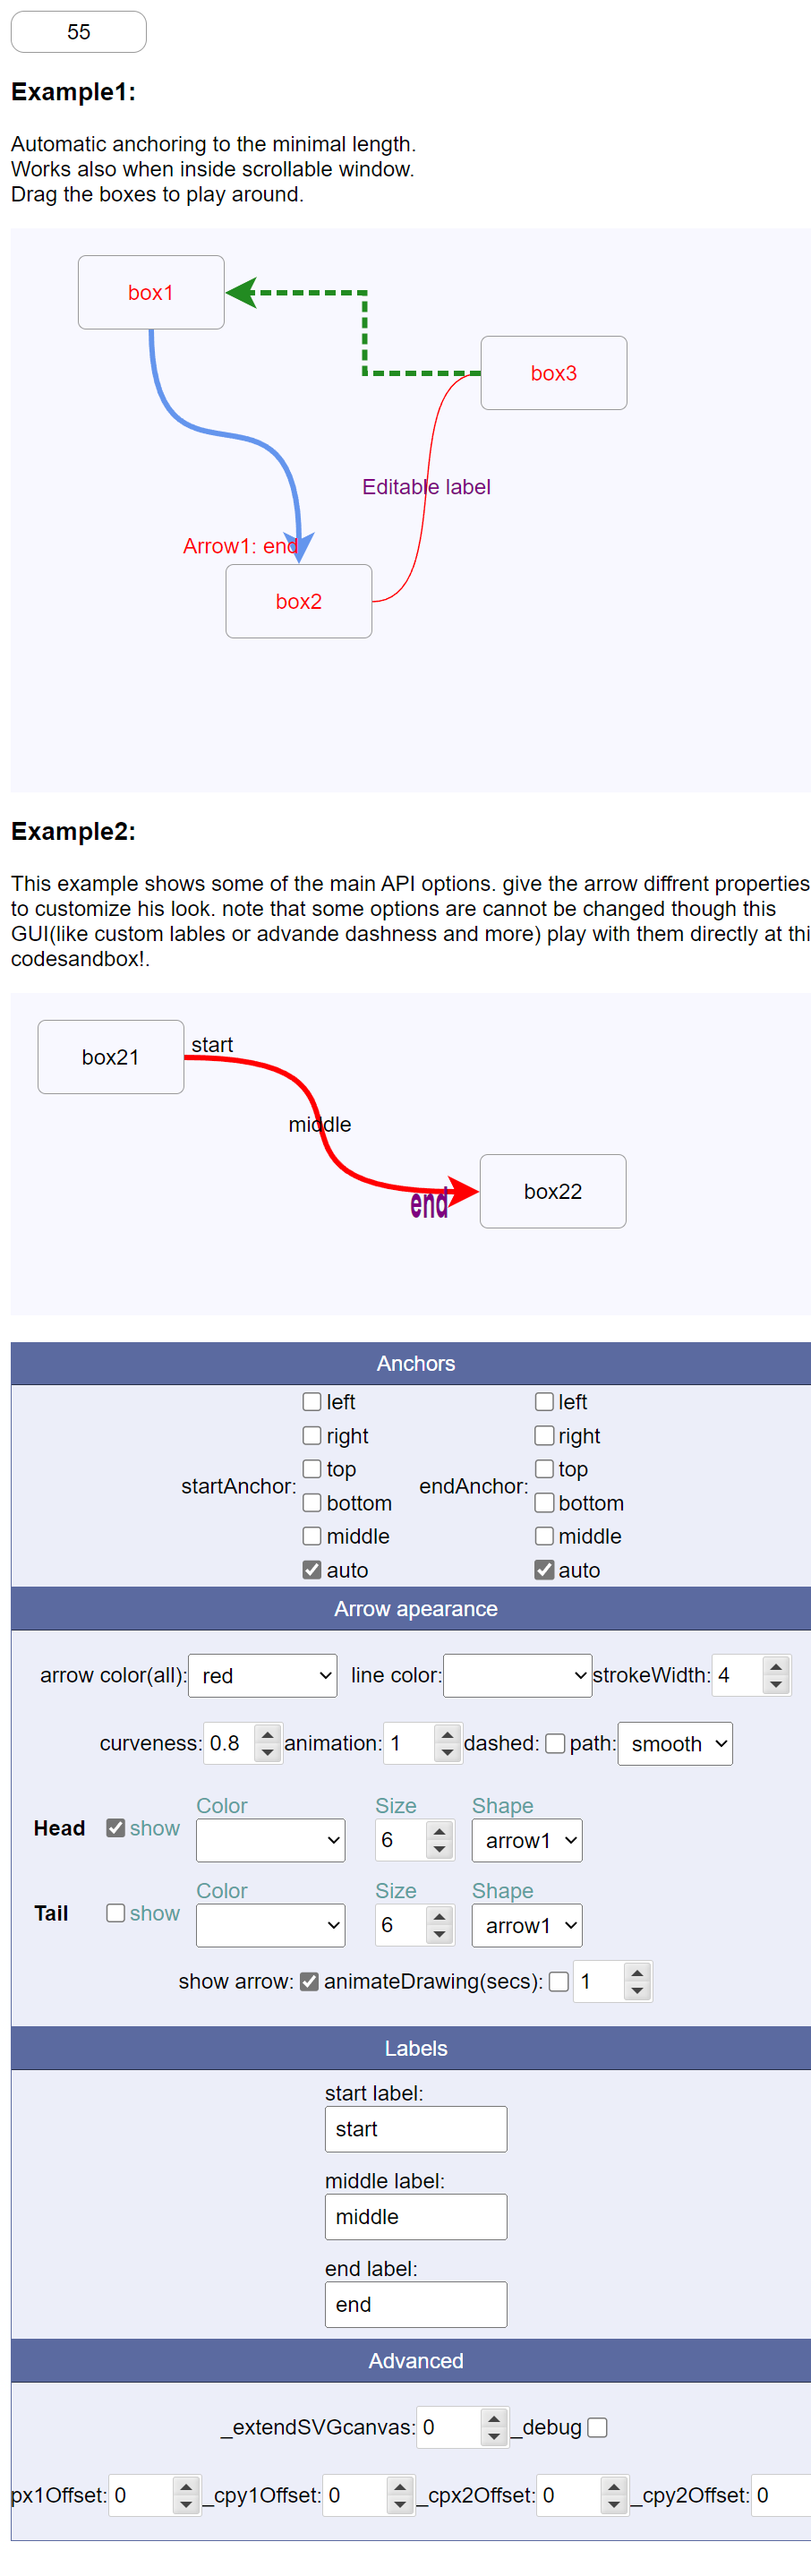 55
Example1:
Automatic anchoring to the minimal length.
Works also when inside scrollable window.
Drag the boxes to play around.
box1
box3
Editable label
Arrow1: end
box2
Example2:
This example shows some of the main API options. give the arrow diffrent properties
to customize his look. note that some options are cannot be changed though this
GUI(like custom lables or advande dashness and more) play with them directly at thi
codesandbox!.
box21
start
middle
box22
end
Anchors
startAnchor:
left
right
top
bottom
middle
auto
endAnchor:
left
right
top
bottom
middle
auto
Arrow apearance
arrow color(all): red line color: strokeWidth: 4
curveness: 0.8 animation: 1 dashed: path: smooth
Color Size Shape
Head show 6 arrow1
Color Size Shape
Tail show 6 arrow1
show arrow: animateDrawing(secs): 1
Labels
start label:
start
middle label:
middle
end label:
end
Advanced
_extendSVGcanvas: 0 _debug
px1Offset: 0 _cpy1Offset: 0 _cpx2Offset: 0 _cpy2Offset: 0